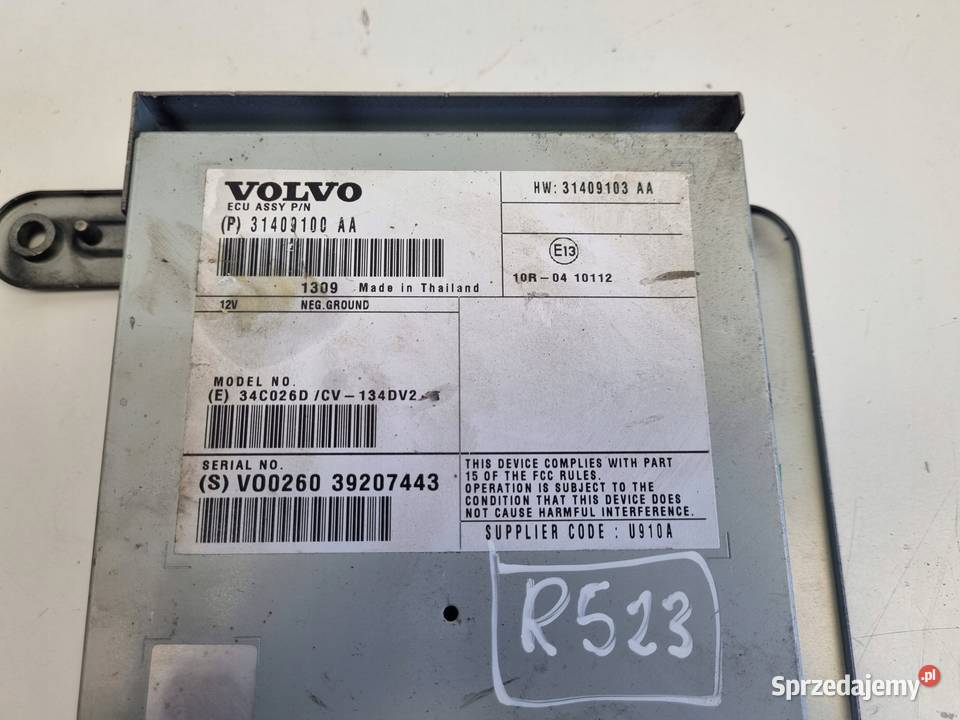 VOLVO
ECU ASSY P/N
(P) 31409100 AA
1309 Made in Thailand
HW: 31409103 AA
E13
10R-04 10112
12V NEG.GROUND
MODEL NO.
(E) 34C026D /CV-134DV2
SERIAL NO.
(S) VO0260 39207443
THIS DEVICE COMPLIES WITH PART
15 OF THE FCC RULES.
OPERATION IS SUBJECT TO THE
CONDITION THAT THIS DEVICE DOES
NOT CAUSE HARMFUL INTERFERENCE.
SUPPLIER CODE : U910A
R523
Sprzedajemy.pl